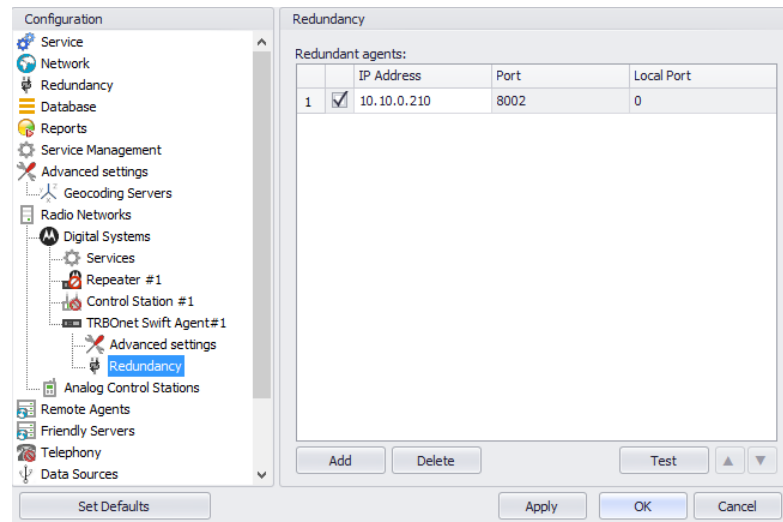 Configuration
Service
Network
Redundancy
Database
Reports
Service Management
Advanced settings
Geocoding Servers
Radio Networks
Digital Systems
Services
Repeater #1
Control Station #1
TRBOnet Swift Agent#1
Advanced settings
Redundancy
Analog Control Stations
Remote Agents
Friendly Servers
Telephony
Data Sources
Set Defaults
Redundancy
Redundant agents:
IP Address Port Local Port
1 10.10.0.210 8002 0
Add Delete Test
Apply OK Cancel